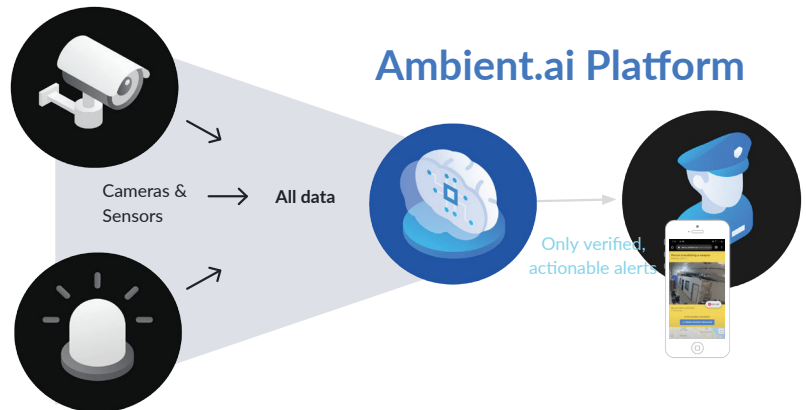 Ambient.ai Platform
Cameras &
Sensors
All data
Only verified,
actionable alerts